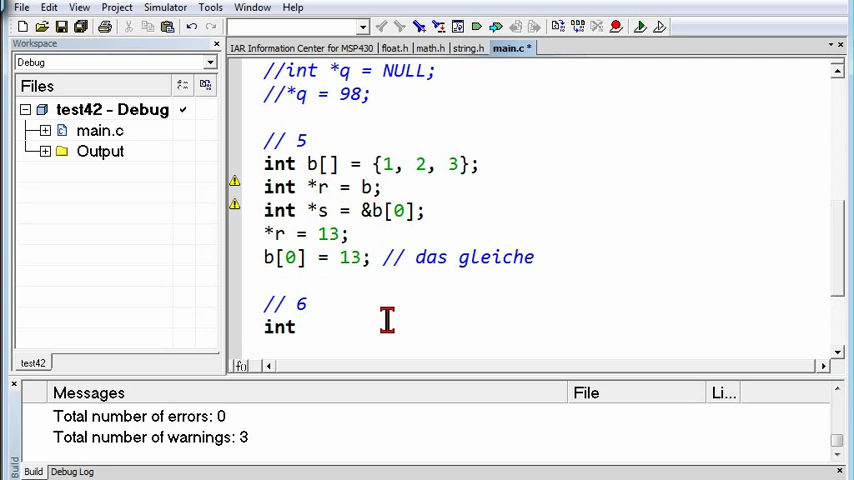 File Edit View Project Simulator Tools Window Help
Workspace
Debug
Files
test42 - Debug
main.c
Output
test42
IAR Information Center for MSP430 float.h math.h string.h main.c *
//int *q = NULL;
//*q = 98;
// 5
int b[] = {1, 2, 3};
int *r = b;
int *s = &b[0];
*r = 13;
b[0] = 13; // das gleiche
// 6
int
f()
Messages File Li...
Total number of errors: 0
Total number of warnings: 3
Build
Build Debug Log